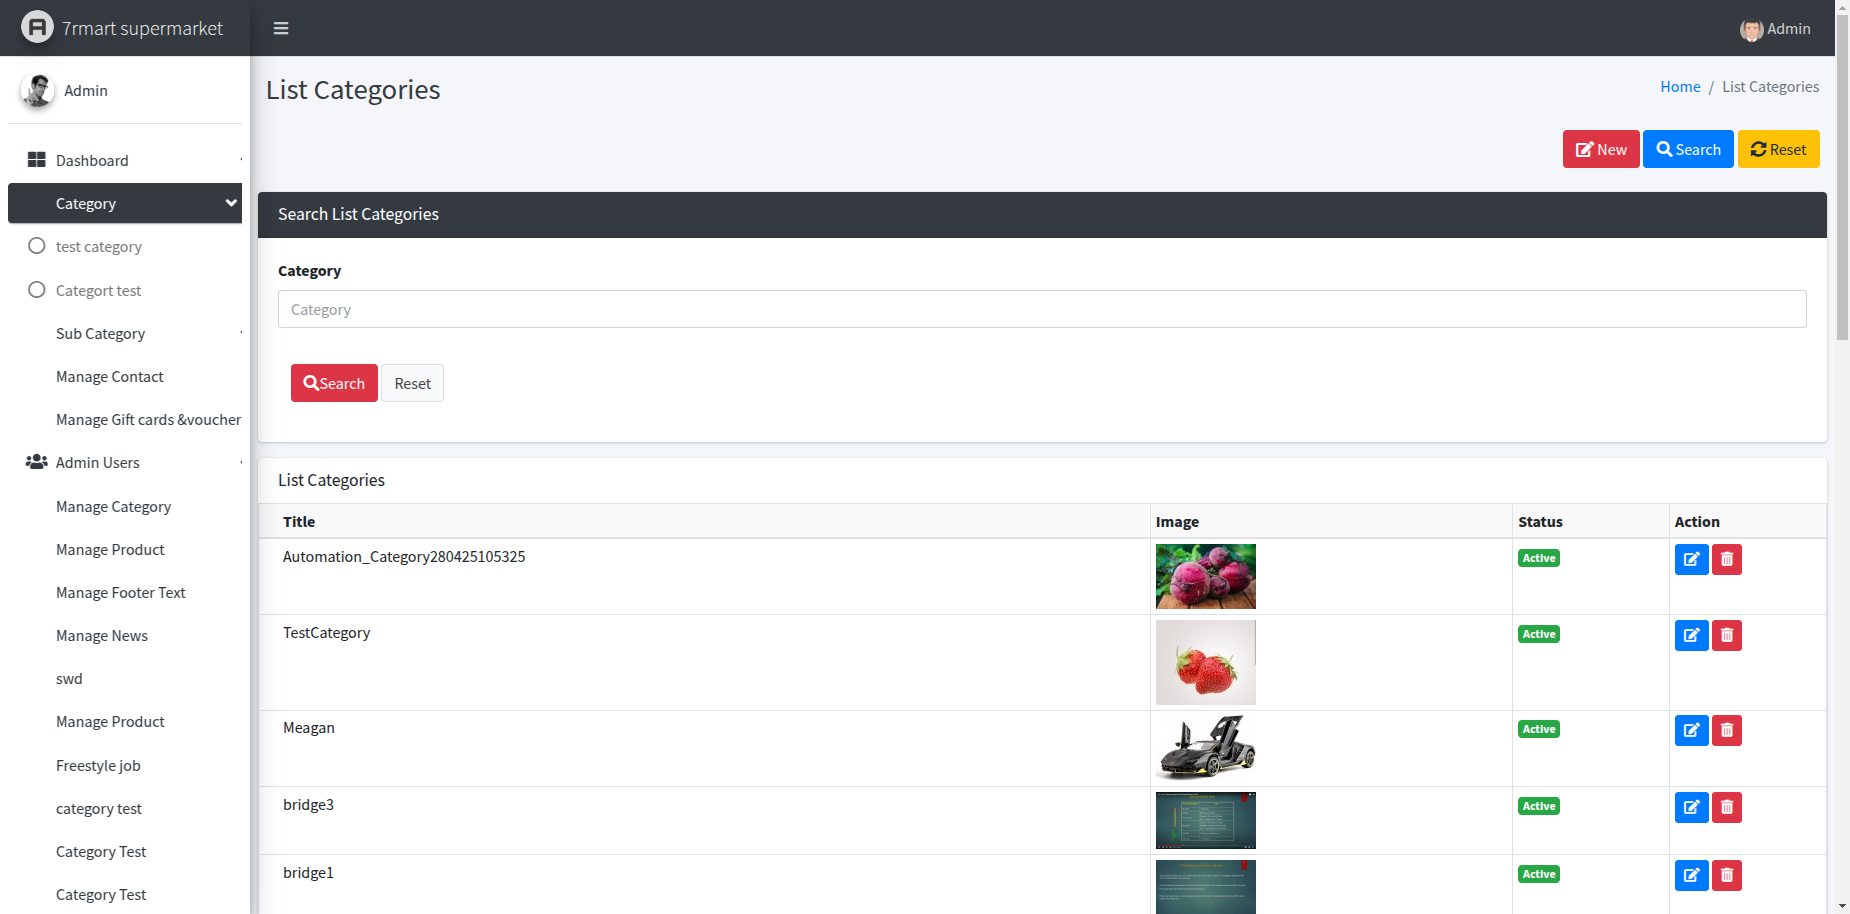 7rmart supermarket
Admin
Admin
Dashboard
Category
test category
Categort test
Sub Category
Manage Contact
Manage Gift cards &voucher
Admin Users
Manage Category
Manage Product
Manage Footer Text
Manage News
swd
Manage Product
Freestyle job
category test
Category Test
Category Test
List Categories
Home / List Categories
New Search Reset
Search List Categories
Category
Category
Search Reset
List Categories
Title Image Status Action
Automation_Category280425105325 Active
TestCategory Active
Meagan Active
bridge3 Active
bridge1 Active